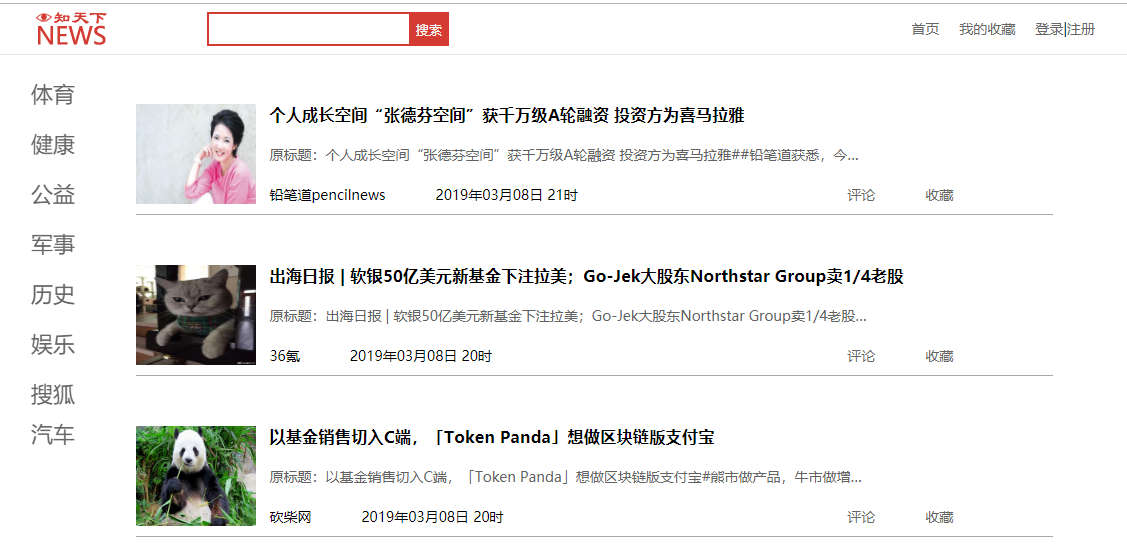 知天下
NEWS
搜索
首页 我的收藏 登录|注册
体育
健康
公益
军事
历史
娱乐
搜狐
汽车
个人成长空间“张德芬空间”获千万级A轮融资 投资方为喜马拉雅
原标题：个人成长空间“张德芬空间”获千万级A轮融资 投资方为喜马拉雅##铅笔道获悉，今...
铅笔道pencilnews 2019年03月08日 21时 评论 收藏
出海日报 | 软银50亿美元新基金下注拉美；Go-Jek大股东Northstar Group卖1/4老股
原标题：出海日报 | 软银50亿美元新基金下注拉美；Go-Jek大股东Northstar Group卖1/4老股...
36氪 2019年03月08日 20时 评论 收藏
以基金销售切入C端，「Token Panda」想做区块链版支付宝
原标题：以基金销售切入C端，「Token Panda」想做区块链版支付宝#熊市做产品，牛市做增...
砍柴网 2019年03月08日 20时 评论 收藏